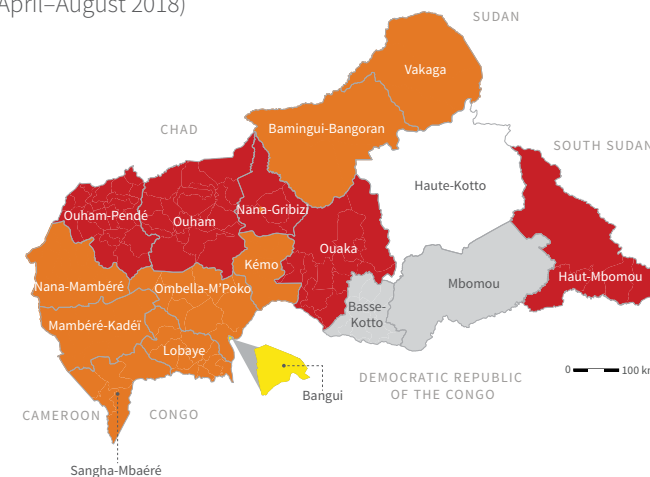 April–August 2018)
SUDAN
Vakaga
CHAD
Bamingui-Bangoran
SOUTH SUDAN
Haute-Kotto
Ouham-Pendé
Ouham
Nana-Gribizi
Ouaka
Kémo
Haut-Mbomou
Nana-Mambéré
Ombella-M’Poko
Mbomou
Basse-
Kotto
Mambéré-Kadéï
Lobaye
0
100 km
DEMOCRATIC REPUBLIC
OF THE CONGO
Bangui
CAMEROON
CONGO
Sangha-Mbaéré